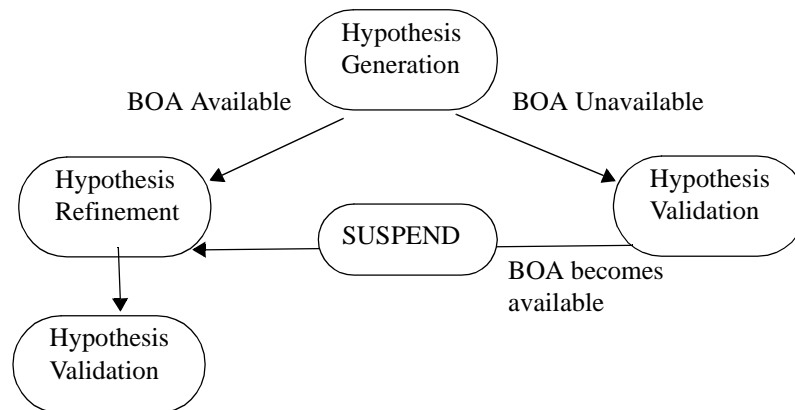 Hypothesis
Generation
BOA Available
BOA Unavailable
Hypothesis
Refinement
SUSPEND
Hypothesis
Validation
BOA becomes
available
Hypothesis
Validation